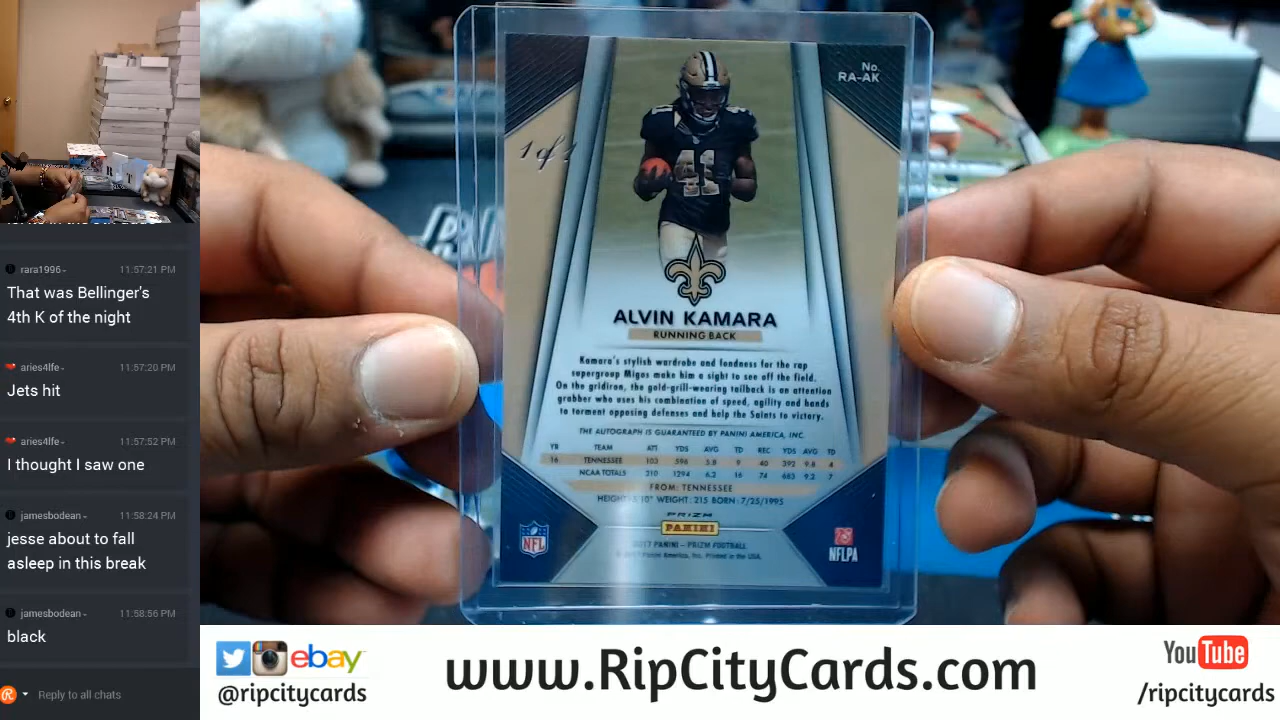 rara1996
11:57:21 PM
That was Bellinger's
4th K of the night
aries4lfe
11:57:20 PM
Jets hit
aries4lfe
11:57:52 PM
I thought I saw one
jamesbodean
11:58:24 PM
jesse about to fall
asleep in this break
jamesbodean
11:58:56 PM
black
Reply to all chats
No.
RA-AK
1 of 1
41
ALVIN KAMARA
RUNNING BACK
Kamara's stylish wardrobe and fondness for the rap
supergroup Migos make him a sight to see off the field.
On the gridiron, the gold-grill-wearing tailback is an attention
grabber who uses his combination of speed, agility and hands
to torment opposing defenses and help the Saints to victory.
THE AUTOGRAPH IS GUARANTEED BY PANINI AMERICA, INC.
YR TEAM ATT YDS AVG TD REC YDS AVG TD
16 TENNESSEE 103 596 5.8 9 40 392 9.8 4
NCAA TOTALS 210 1294 6.2 16 74 683 9.2 7
FROM: TENNESSEE
HEIGHT: 5'10" WEIGHT: 215 BORN: 7/25/1995
PRIZM
PANINI
2017 PANINI – PRIZM FOOTBALL
© 2017 Panini America, Inc. Printed in the USA.
NFL
NFLPA
ebay
@ripcitycards
www.RipCityCards.com
YouTube
/ripcitycards